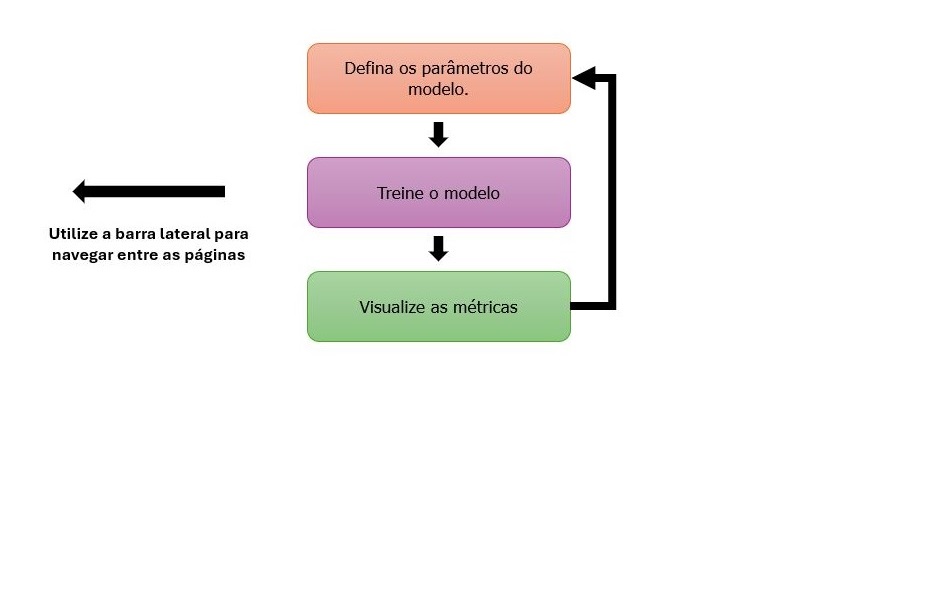 Defina os parâmetros do
modelo.
Treine o modelo
Utilize a barra lateral para
navegar entre as páginas
Visualize as métricas